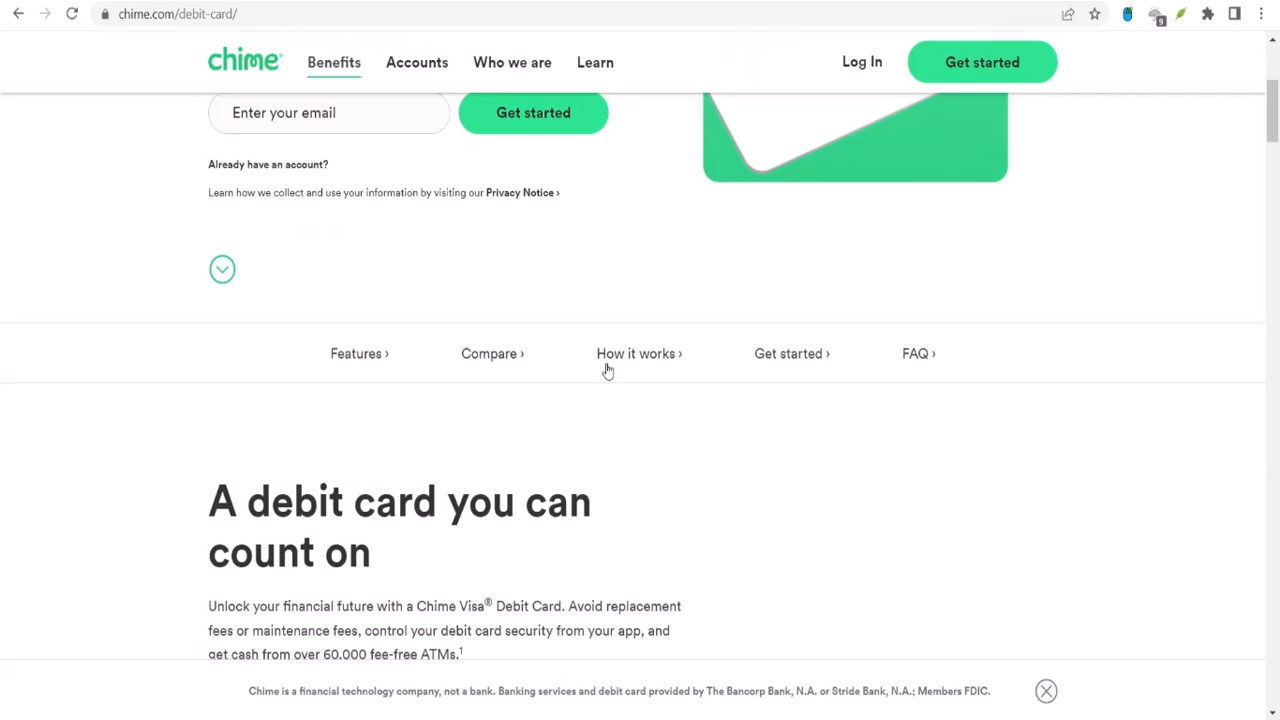 chime.com/debit-card/
9
chime Benefits Accounts Who we are Learn Log In Get started
Enter your email Get started
Already have an account?
Learn how we collect and use your information by visiting our Privacy Notice ›
Features › Compare › How it works › Get started › FAQ ›
A debit card you can
count on
Unlock your financial future with a Chime Visa® Debit Card. Avoid replacement
fees or maintenance fees, control your debit card security from your app, and
get cash from over 60,000 fee-free ATMs.¹
Chime is a financial technology company, not a bank. Banking services and debit card provided by The Bancorp Bank, N.A. or Stride Bank, N.A.; Members FDIC.